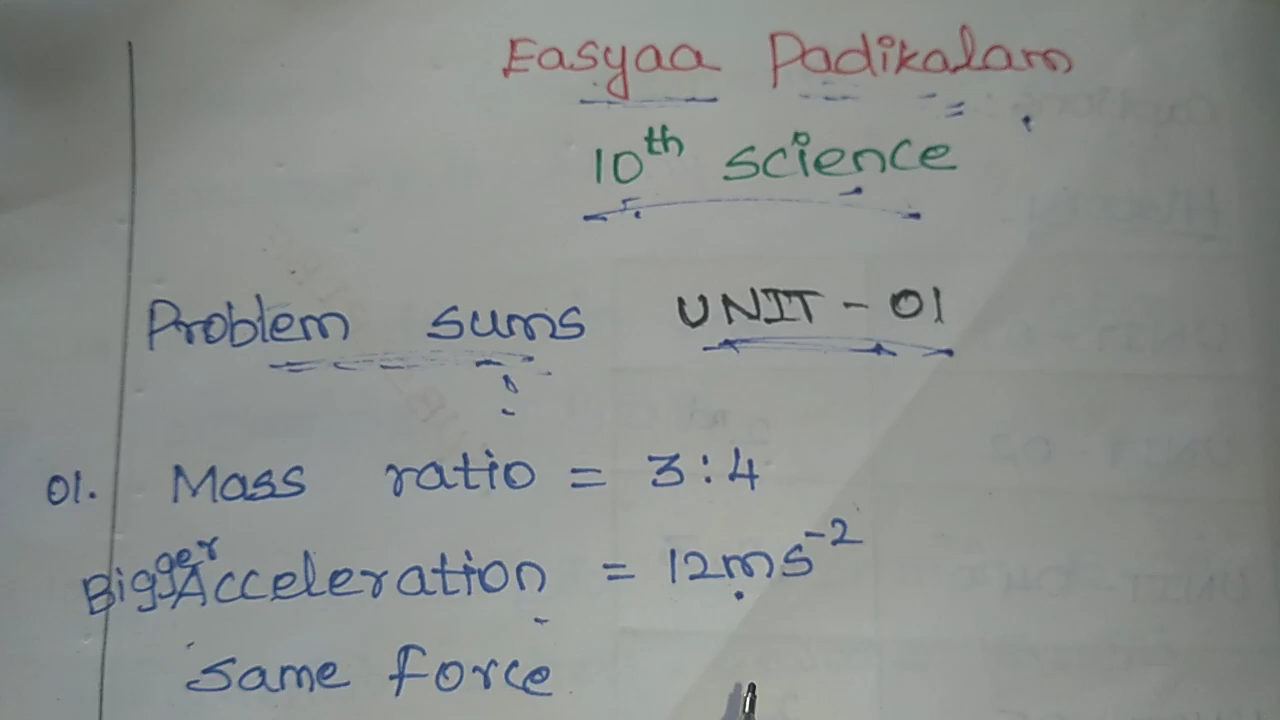 Easyaa Padikalam
10th science
Problem sums UNIT - 01
01. Mass ratio = 3:4
Bigger Acceleration = 12ms⁻²
same force